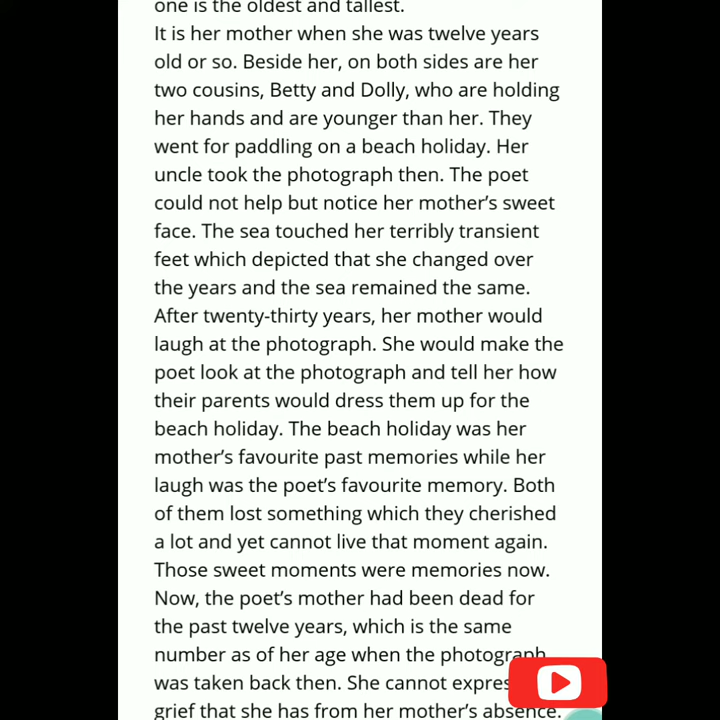 one is the oldest and tallest.
It is her mother when she was twelve years
old or so. Beside her, on both sides are her
two cousins, Betty and Dolly, who are holding
her hands and are younger than her. They
went for paddling on a beach holiday. Her
uncle took the photograph then. The poet
could not help but notice her mother's sweet
face. The sea touched her terribly transient
feet which depicted that she changed over
the years and the sea remained the same.
After twenty-thirty years, her mother would
laugh at the photograph. She would make the
poet look at the photograph and tell her how
their parents would dress them up for the
beach holiday. The beach holiday was her
mother's favourite past memories while her
laugh was the poet's favourite memory. Both
of them lost something which they cherished
a lot and yet cannot live that moment again.
Those sweet moments were memories now.
Now, the poet's mother had been dead for
the past twelve years, which is the same
number as of her age when the photograph
was taken back then. She cannot expres
grief that she has from her mother's absence.